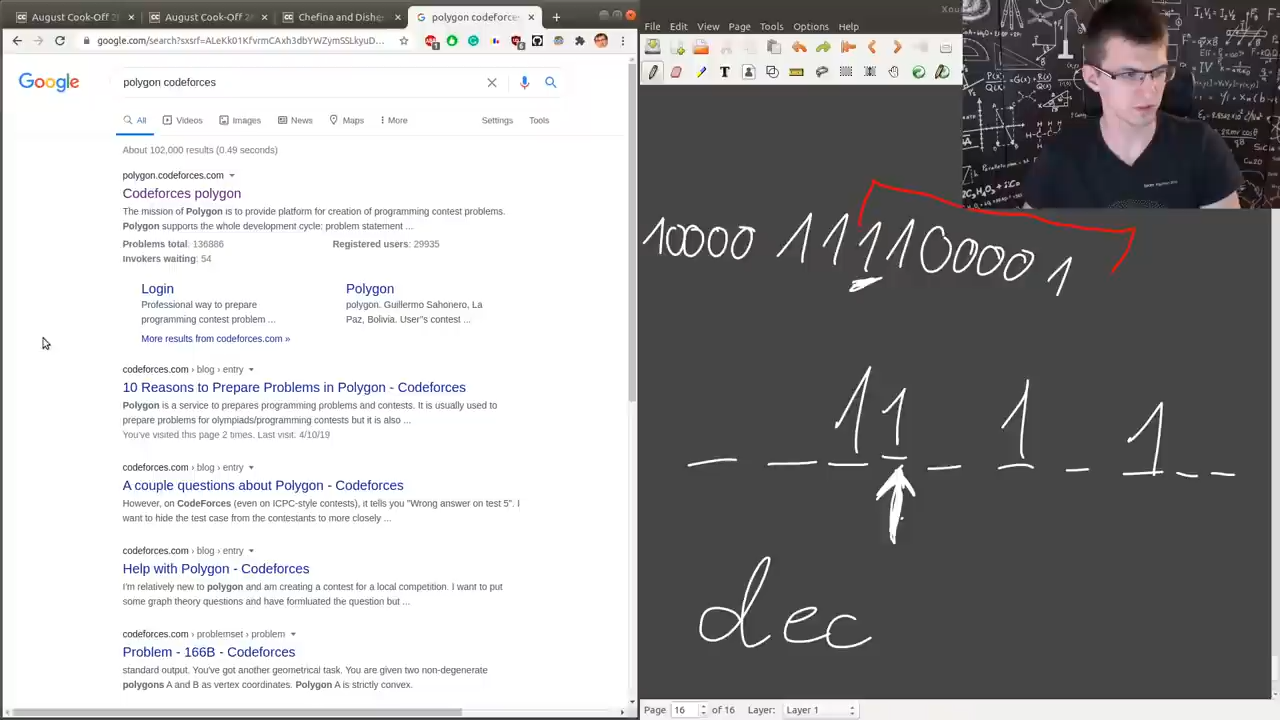 August 2020 Cook-Off
August Cook-Off 2020
Chefina and Dishes
polygon codeforces
google.com/search?sxsrf=ALeKk01KfvrmCAxh3dbYWZymSSLkyuD...
Google
polygon codeforces
All Videos Images News Maps More Settings Tools
About 102,000 results (0.49 seconds)
polygon.codeforces.com
Codeforces polygon
The mission of Polygon is to provide platform for creation of programming contest problems.
Polygon supports the whole development cycle: problem statement ...
Problems total: 136886 Registered users: 29935
Invokers waiting: 54
Login Polygon
Professional way to prepare polygon. Guillermo Sahonero, La
programming contest problem ... Paz, Bolivia. User"s contest ...
More results from codeforces.com »
codeforces.com › blog › entry
10 Reasons to Prepare Problems in Polygon - Codeforces
Polygon is a service to prepares programming problems and contests. It is usually used to
prepare problems for olympiads/programming contests but it is also ...
You've visited this page 2 times. Last visit: 4/10/19
codeforces.com › blog › entry
A couple questions about Polygon - Codeforces
However, on CodeForces (even on ICPC-style contests), it tells you "Wrong answer on test 5". I
want to hide the test case from the contestants to more closely ...
codeforces.com › blog › entry
Help with Polygon - Codeforces
I'm relatively new to polygon and am creating a contest for a local competition. I want to put
some graph theory questions and have formluated the question but ...
codeforces.com › problemset › problem
Problem - 166B - Codeforces
standard output. You've got another geometrical task. You are given two non-degenerate
polygons A and B as vertex coordinates. Polygon A is strictly convex.
File Edit View Journal Tools Options Help
10000 1111100001
1 1 1 1
dec
Page 16 of 16 Layer: Layer 1